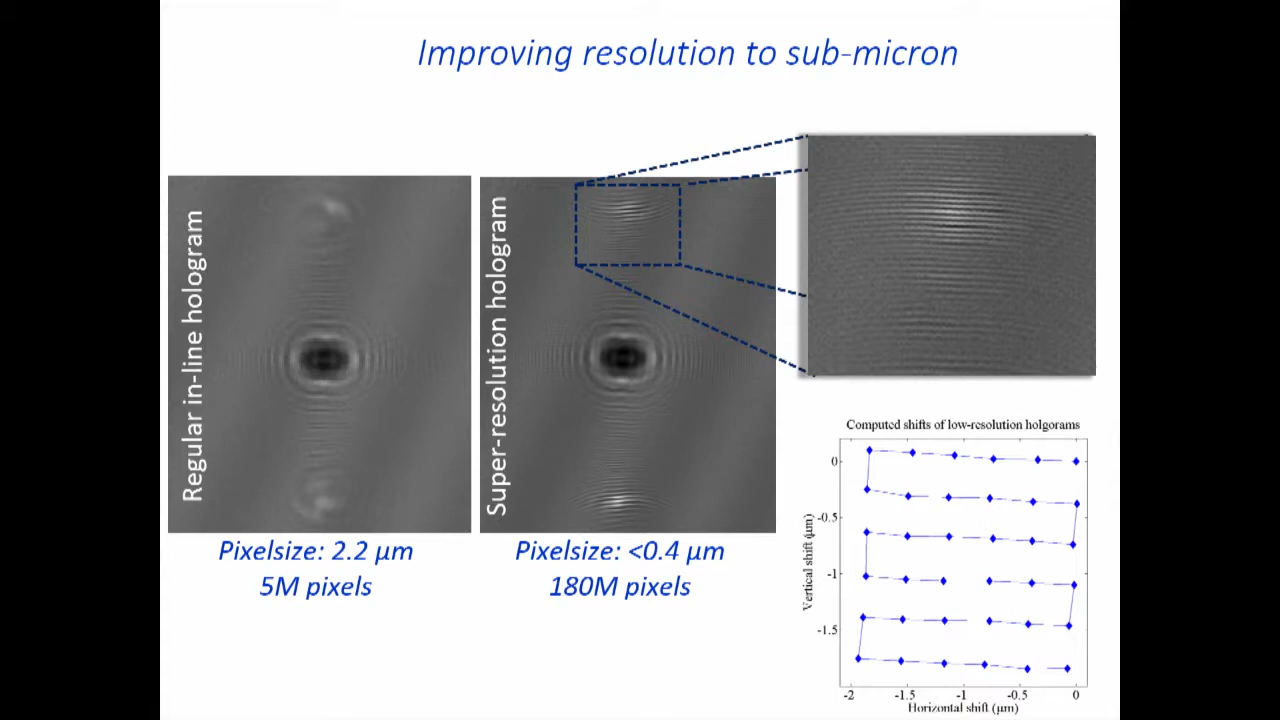 Improving resolution to sub-micron
Regular in-line hologram
Super-resolution hologram
Pixelsize: 2.2 µm
5M pixels
Pixelsize: <0.4 µm
180M pixels
Computed shifts of low-resolution holgorams
Vertical shift (µm)
0
-0.5
-1
-1.5
-2
-1.5
-1
-0.5
0
Horizontal shift (µm)